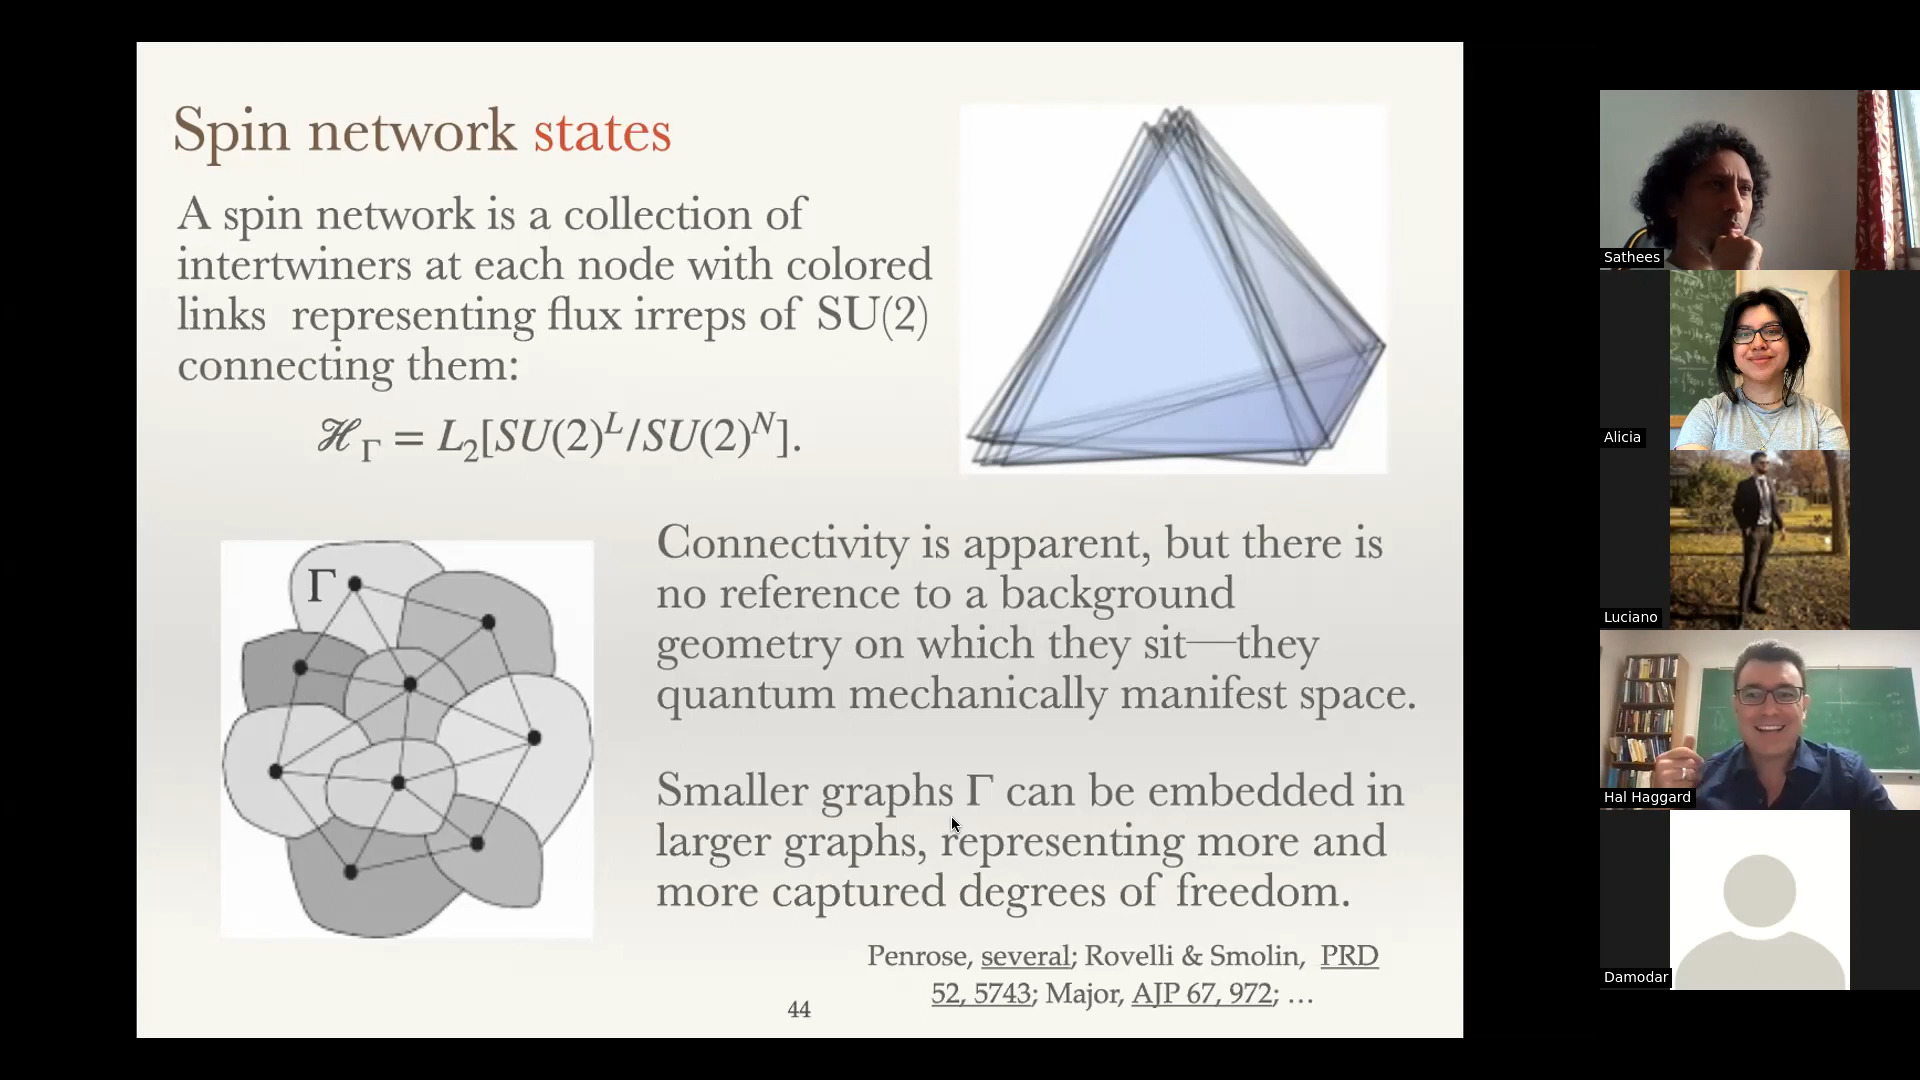 Spin network states
A spin network is a collection of
intertwiners at each node with colored
links representing flux irreps of SU(2)
connecting them:
ℋ_Γ = L₂[SU(2)^L/SU(2)^N].
Γ
Connectivity is apparent, but there is
no reference to a background
geometry on which they sit—they
quantum mechanically manifest space.
Smaller graphs Γ can be embedded in
larger graphs, representing more and
more captured degrees of freedom.
Penrose, several; Rovelli & Smolin, PRD
52, 5743; Major, AJP 67, 972; …
44
Sathees
Alicia
Luciano
Hal Haggard
Damodar